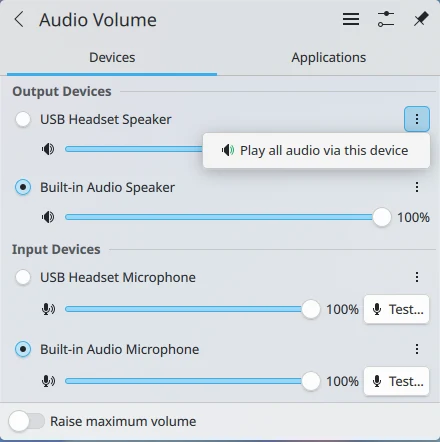 Audio Volume
Devices Applications
Output Devices
USB Headset Speaker
Play all audio via this device
Built-in Audio Speaker
100%
Input Devices
USB Headset Microphone
100% Test...
Built-in Audio Microphone
100% Test...
Raise maximum volume